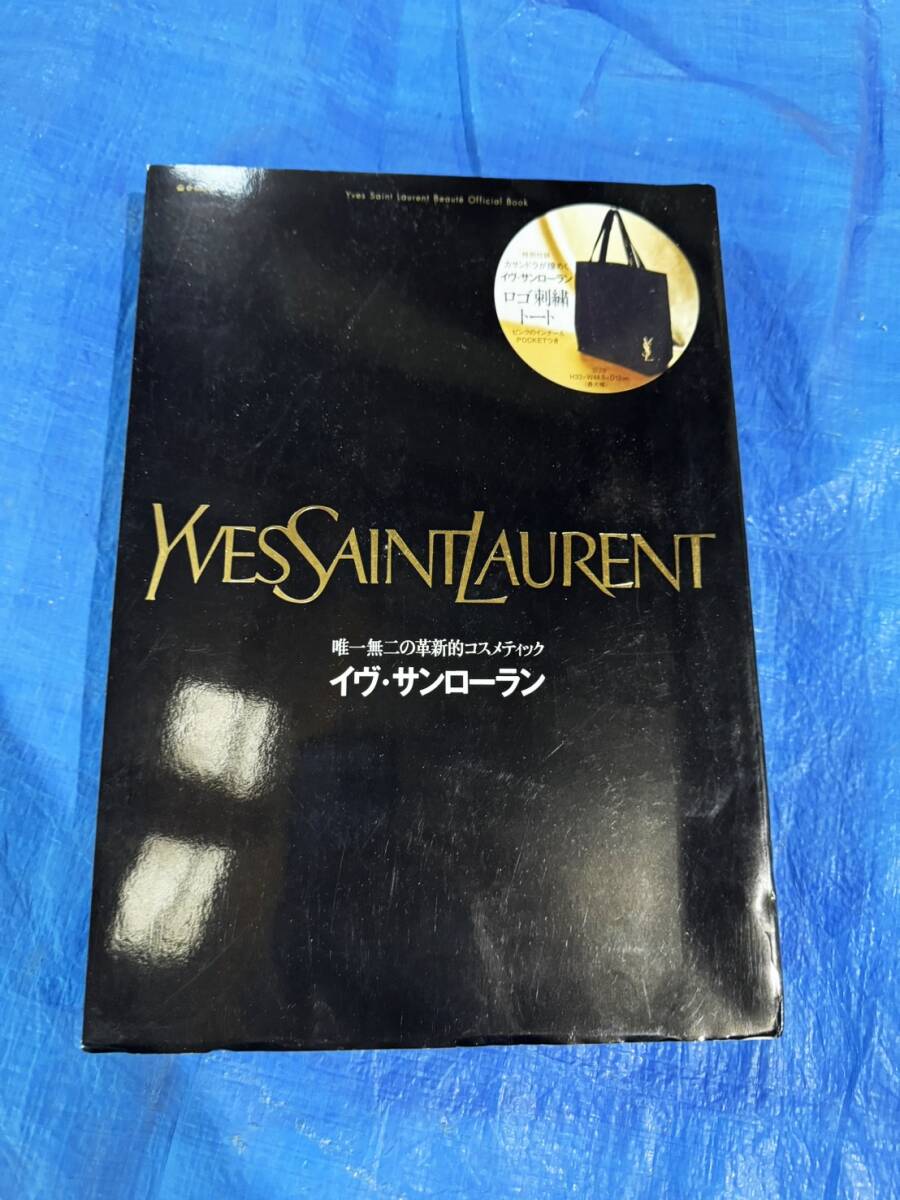 Yves Saint Laurent Beauté Official Book
特別付録
カサンドラが煌めく
イヴ・サンローラン
ロゴ刺繍
トート
ピンクのインナー&
POCKETつき
YSL
YVESSAINTLAURENT
唯一無二の革新的コスメティック
イヴ・サンローラン